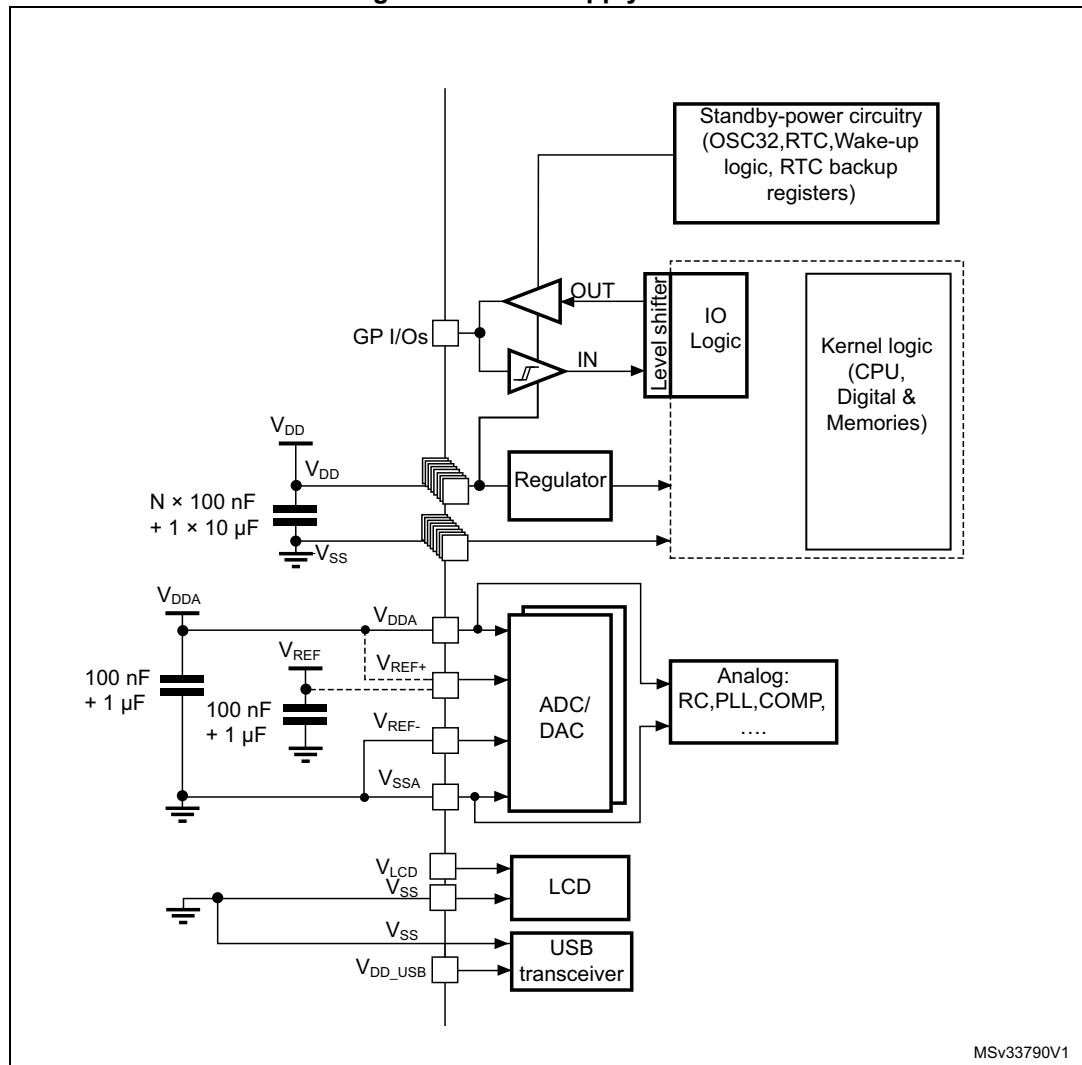 Standby-power circuitry
(OSC32,RTC,Wake-up
logic, RTC backup
registers)
OUT
GP I/Os
IN
Level shifter
IO
Logic
Kernel logic
(CPU,
Digital &
Memories)
VDD
VDD
Regulator
N × 100 nF
+ 1 × 10 µF
VSS
VDDA
VDDA
VREF
VREF+
100 nF
+ 1 µF
100 nF
+ 1 µF
VREF-
ADC/
DAC
Analog:
RC,PLL,COMP,
....
VSSA
VLCD
VSS
LCD
VSS
USB
transceiver
VDD_USB
MSv33790V1